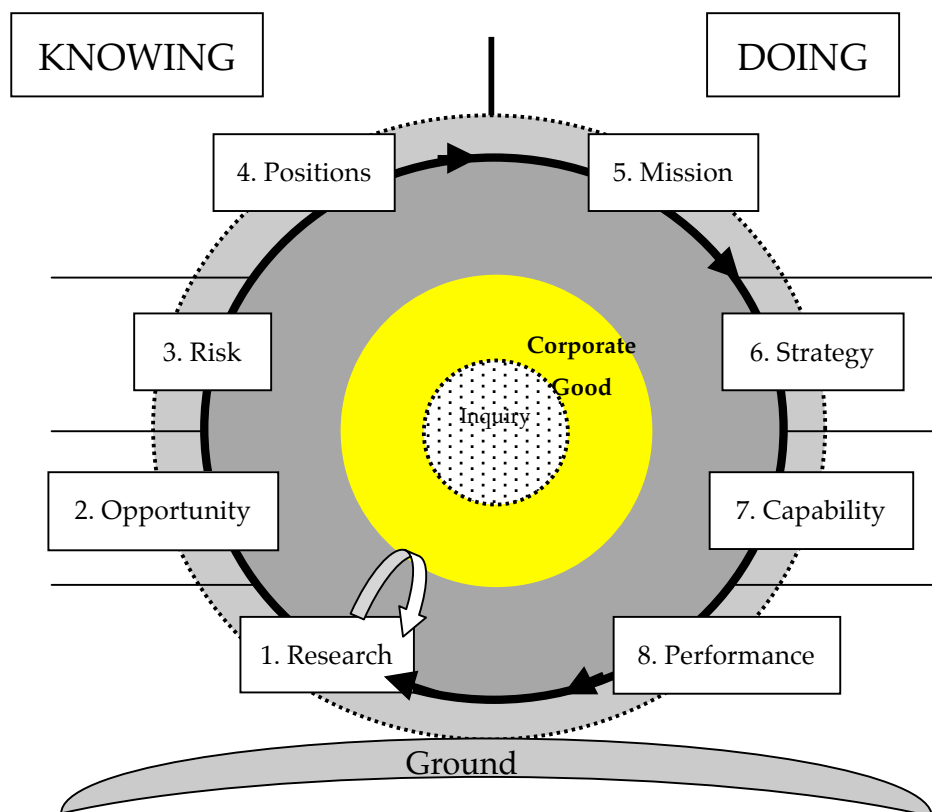 KNOWING
DOING
4. Positions
5. Mission
3. Risk
6. Strategy
Corporate
Good
Inquiry
2. Opportunity
7. Capability
1. Research
8. Performance
Ground